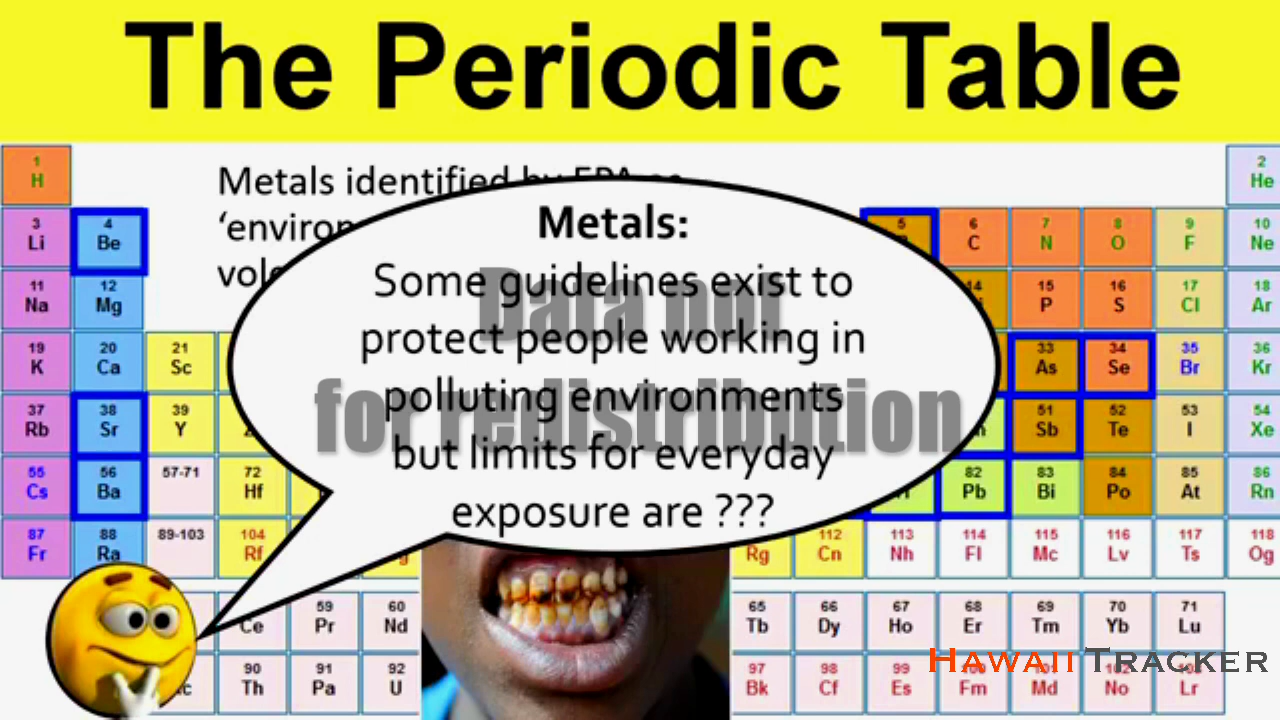 The Periodic Table
Metals identified by EPA as
'environ
vol
Metals:
Some guidelines exist to
protect people working in
polluting environments
but limits for everyday
exposure are ???
Data not
for redistribution
1 H
2 He
3 Li
4 Be
5
6 C
7 N
8 O
9 F
10 Ne
11 Na
12 Mg
14
15 P
16 S
17 Cl
18 Ar
19 K
20 Ca
21 Sc
33 As
34 Se
35 Br
36 Kr
37 Rb
38 Sr
39 Y
51 Sb
52 Te
53 I
54 Xe
55 Cs
56 Ba
57-71
72 Hf
82 Pb
83 Bi
84 Po
85 At
86 Rn
87 Fr
88 Ra
89-103
104 Rf
Rg
112 Cn
113 Nh
114 Fl
115 Mc
116 Lv
117 Ts
118 Og
Ce
59 Pr
60 Nd
65 Tb
66 Dy
67 Ho
68 Er
69 Tm
70 Yb
71 Lu
90 Th
91 Pa
92 U
97 Bk
98 Cf
99 Es
100 Fm
Md
102 No
Lr
Hawaii Tracker